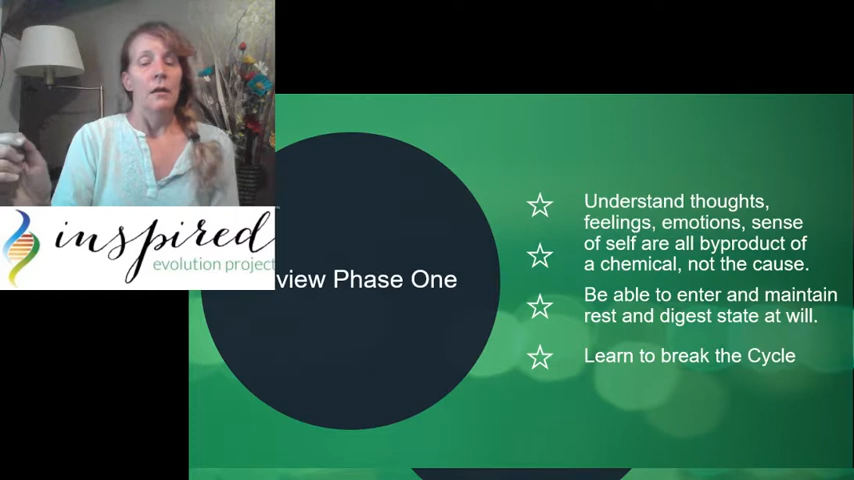 inspired
evolution project
view Phase One
Understand thoughts,
feelings, emotions, sense
of self are all byproduct of
a chemical, not the cause.
Be able to enter and maintain
rest and digest state at will.
Learn to break the Cycle